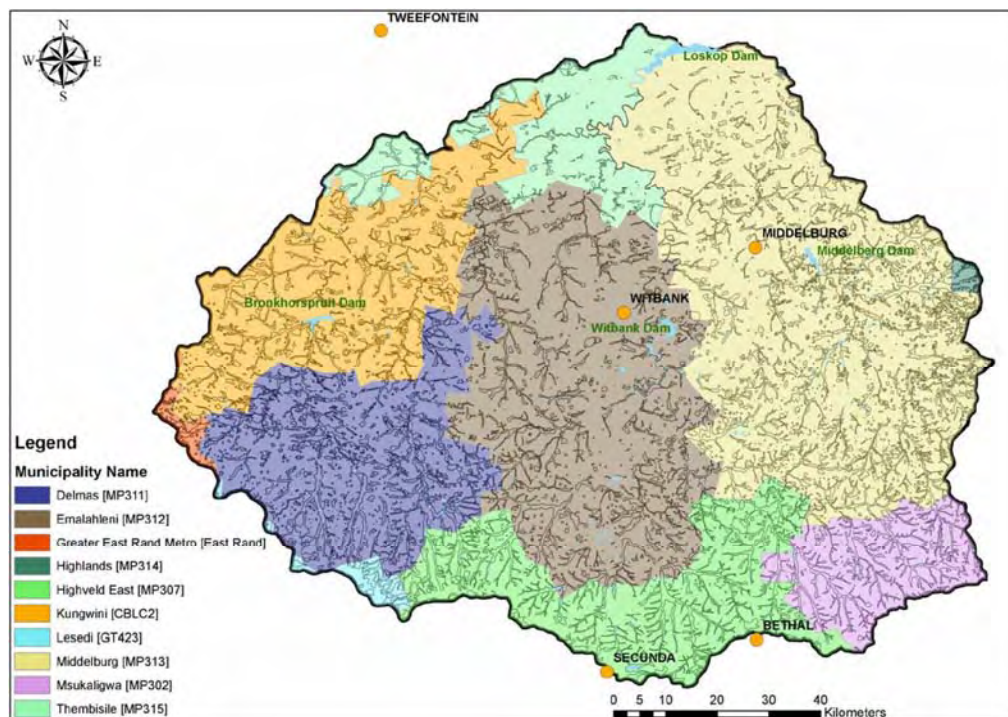 TWEEFONTEIN
N
W E
S
Loskop Dam
MIDDELBURG
Middelberg Dam
Bronkhorsprun Dam
WITBANK
Witbank Dam
Legend
Municipality Name
Delmas [MP311]
Emalahleni [MP312]
Greater East Rand Metro [East Rand]
Highlands [MP314]
Highveld East [MP307]
Kungwini [CBLC2]
Lesedi [GT423]
Middelburg [MP313]
Msukaligwa [MP302]
Thembisile [MP315]
BETHAL
SECUNDA
0 5 10 20 30 40
Kilometers